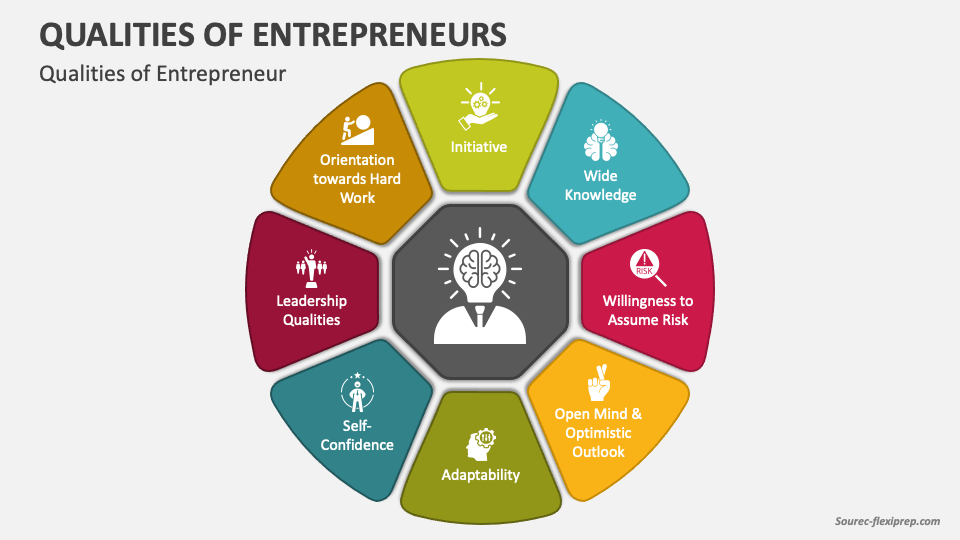 QUALITIES OF ENTREPRENEURS
Qualities of Entrepreneur
Initiative
Wide
Knowledge
RISK
Willingness to
Assume Risk
Open Mind &
Optimistic
Outlook
Adaptability
Self-
Confidence
Leadership
Qualities
Orientation
towards Hard
Work
Sourec-flexiprep.com